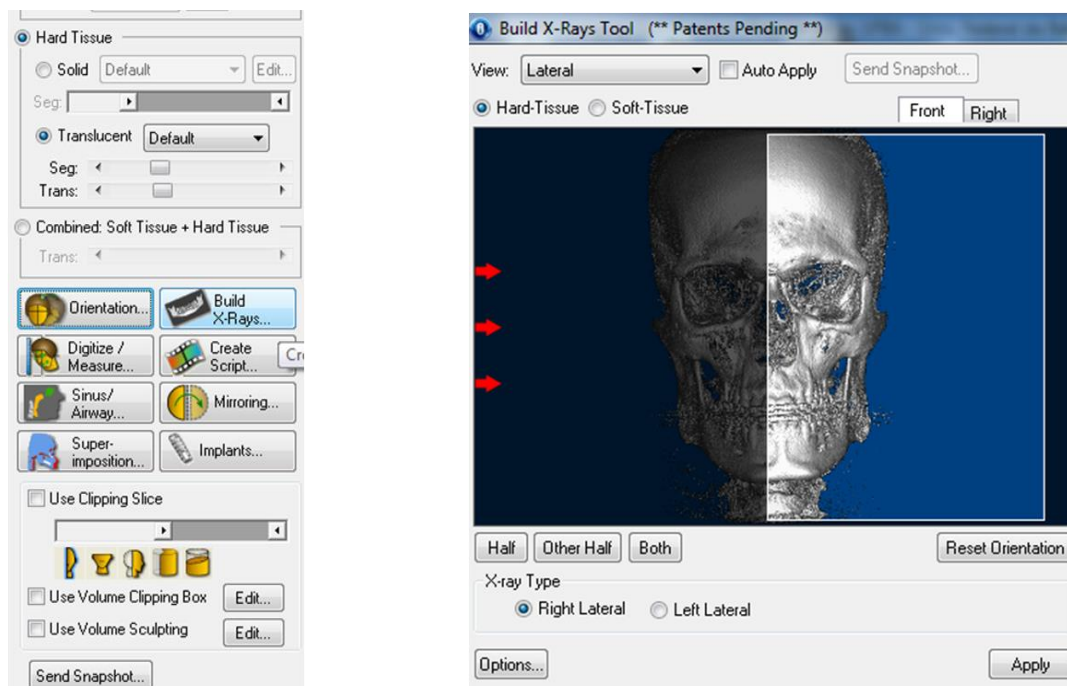 Hard Tissue
Solid Default Edit...
Seg:
Translucent Default
Seg:
Trans:
Combined: Soft Tissue + Hard Tissue
Trans:
Orientation...
Build
X-Rays...
Digitize /
Measure...
Create
Script...
Cr
Sinus/
Airway...
Mirroring...
Super-
imposition...
Implants...
Use Clipping Slice
Use Volume Clipping Box Edit...
Use Volume Sculpting Edit...
Send Snapshot...
Build X-Rays Tool (** Patents Pending **)
View: Lateral Auto Apply Send Snapshot...
Hard-Tissue Soft-Tissue Front Right
Half Other Half Both Reset Orientation
X-ray Type
Right Lateral Left Lateral
Options... Apply